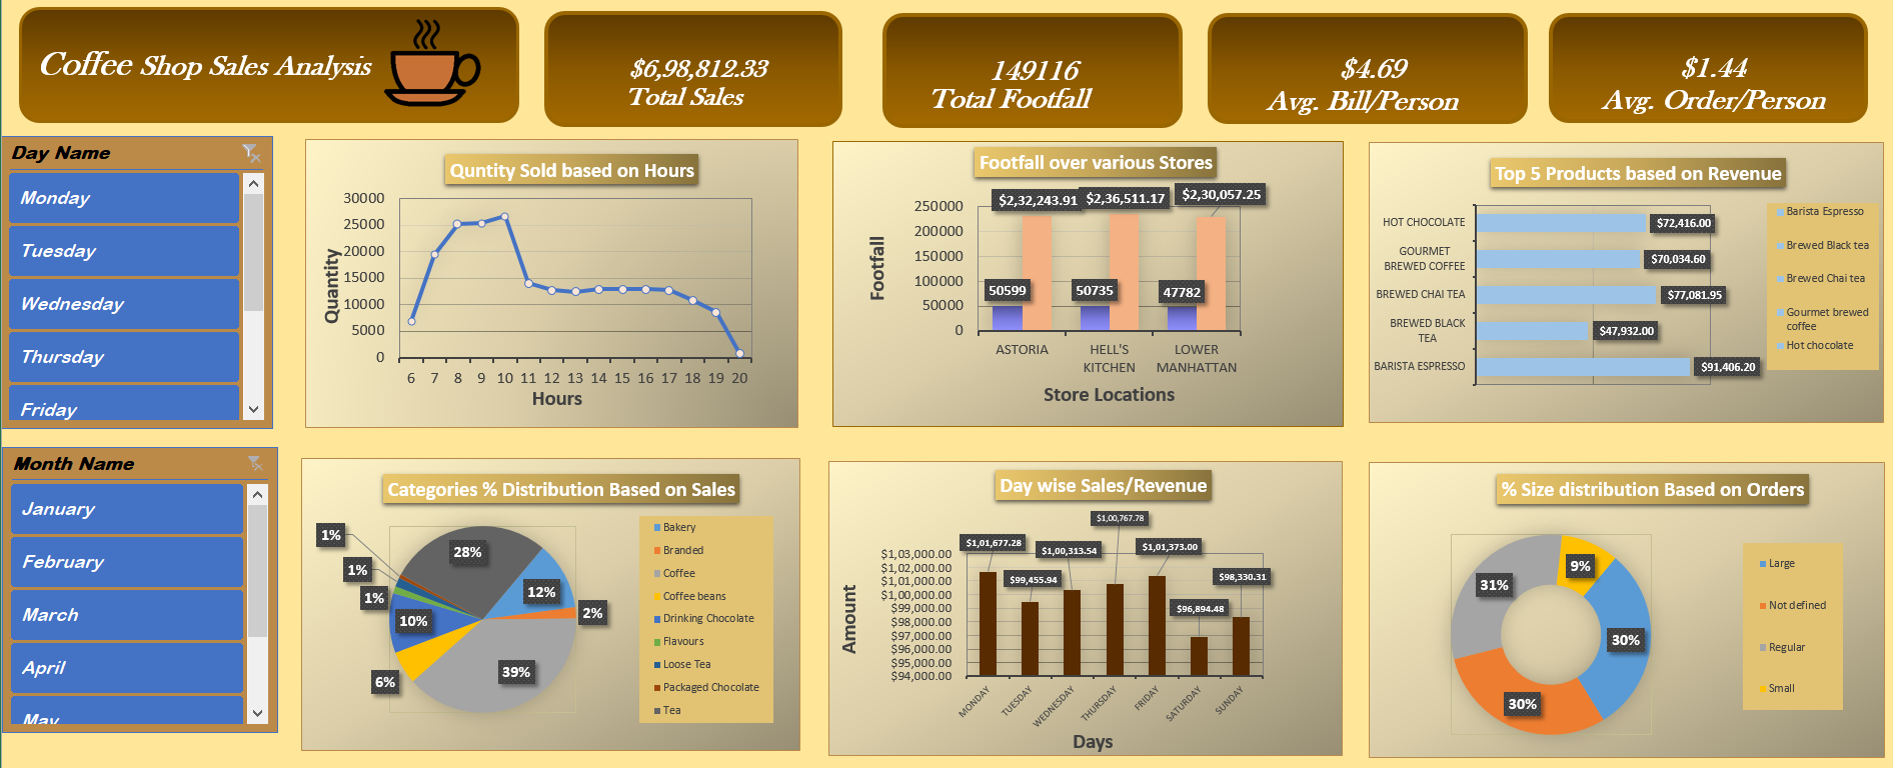 Coffee Shop Sales Analysis
$6,98,812.33
Total Sales
149116
Total Footfall
$4.69
Avg. Bill/Person
$1.44
Avg. Order/Person
Day Name
Monday
Tuesday
Wednesday
Thursday
Friday
Quntity Sold based on Hours
Quantity
30000
25000
20000
15000
10000
5000
0
6 7 8 9 10 11 12 13 14 15 16 17 18 19 20
Hours
Footfall over various Stores
Footfall
250000
200000
150000
100000
50000
0
$2,32,243.91 $2,36,511.17 $2,30,057.25
50599 50735 47782
ASTORIA
HELL'S
KITCHEN
LOWER
MANHATTAN
Store Locations
Top 5 Products based on Revenue
HOT CHOCOLATE $72,416.00
GOURMET
BREWED COFFEE $70,034.60
BREWED CHAI TEA $77,081.95
BREWED BLACK
TEA $47,932.00
BARISTA ESPRESSO $91,406.20
Barista Espresso
Brewed Black tea
Brewed Chai tea
Gourmet brewed
coffee
Hot chocolate
Month Name
January
February
March
April
May
Categories % Distribution Based on Sales
28%
12%
2%
39%
6%
10%
1%
1%
1%
Bakery
Branded
Coffee
Coffee beans
Drinking Chocolate
Flavours
Loose Tea
Packaged Chocolate
Tea
Day wise Sales/Revenue
Amount
$1,03,000.00
$1,02,000.00
$1,01,000.00
$1,00,000.00
$99,000.00
$98,000.00
$97,000.00
$96,000.00
$95,000.00
$94,000.00
$1,01,677.28
$99,455.94
$1,00,313.54
$1,00,767.78
$1,01,373.00
$96,894.48
$98,330.31
MONDAY
TUESDAY
WEDNESDAY
THURSDAY
FRIDAY
SATURDAY
SUNDAY
Days
% Size distribution Based on Orders
9%
31%
30%
30%
Large
Not defined
Regular
Small